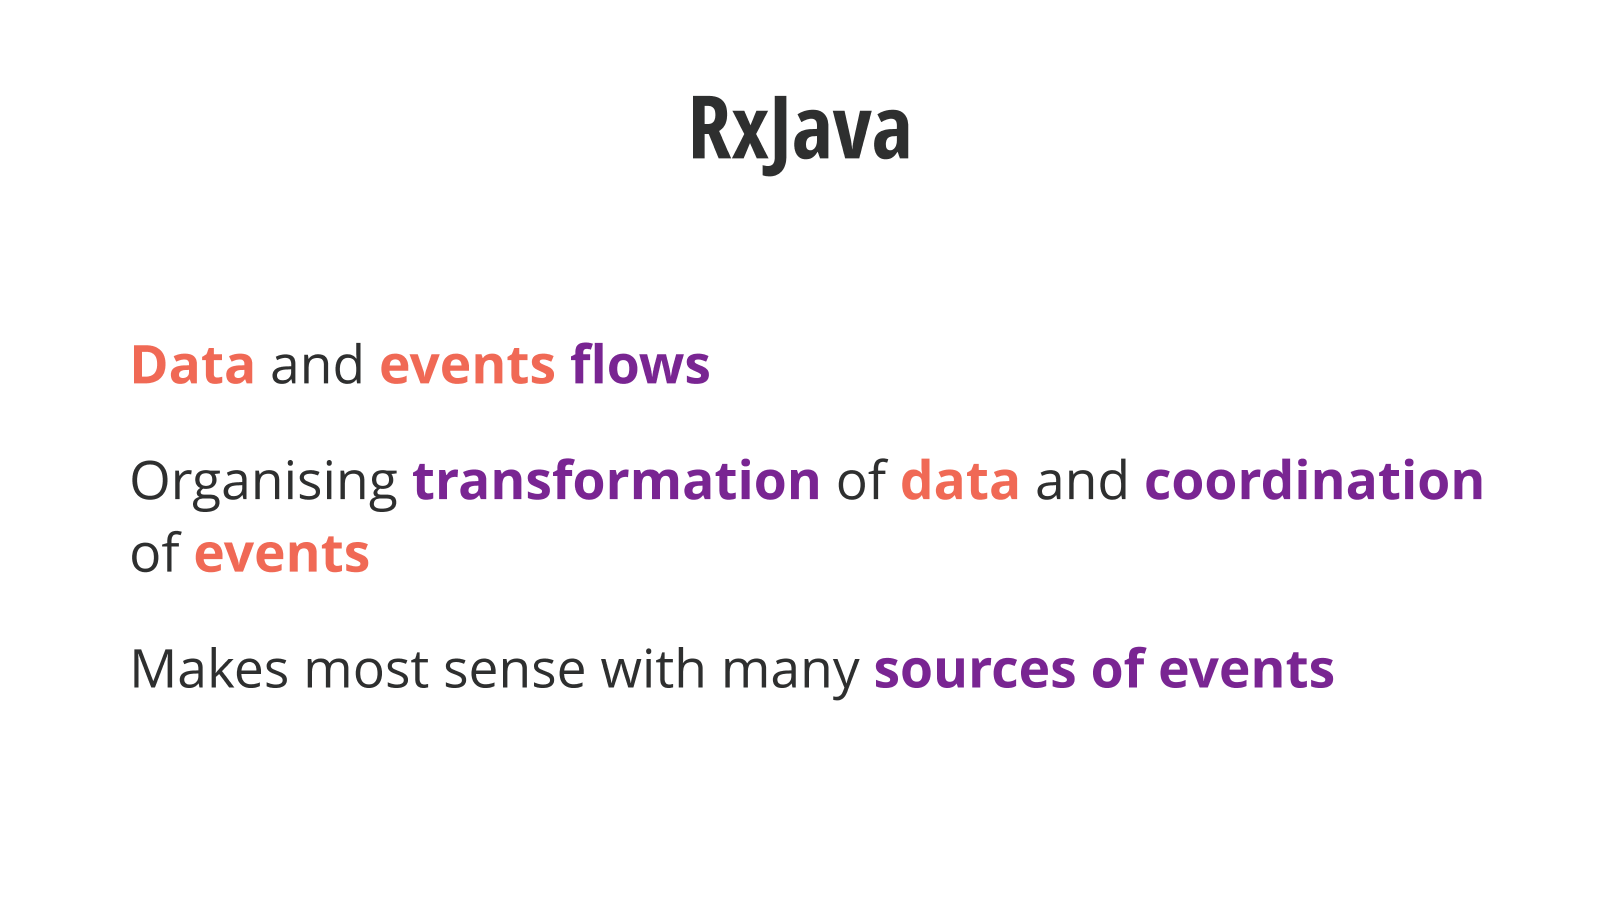 RxJava
Data and events flows
Organising transformation of data and coordination
of events
Makes most sense with many sources of events